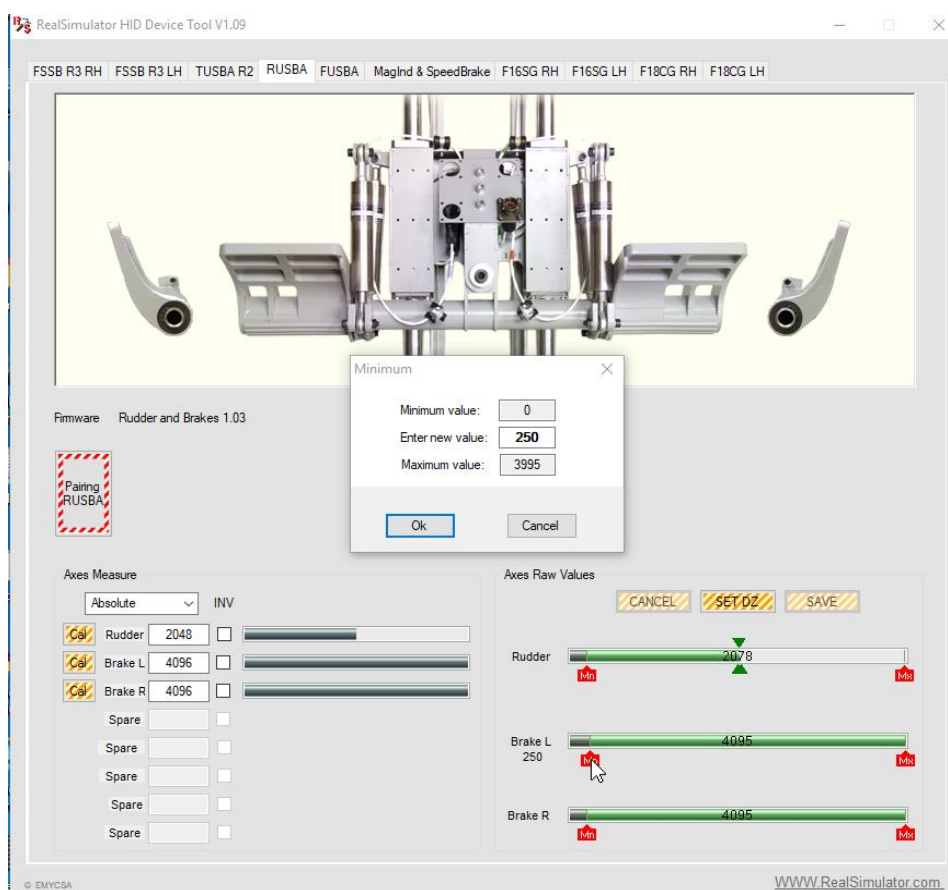 RealSimulator HID Device Tool V1.09
FSSB R3 RH FSSB R3 LH TUSBA R2 RUSBA FUSBA MagInd & SpeedBrake F16SG RH F16SG LH F18CG RH F18CG LH
Minimum
Minimum value: 0
Enter new value: 250
Maximum value: 3995
Ok Cancel
Firmware Rudder and Brakes 1.03
Pairing
RUSBA
Axes Measure
Absolute INV
Cal Rudder 2048
Cal Brake L 4096
Cal Brake R 4096
Spare
Spare
Spare
Spare
Spare
Axes Raw Values
CANCEL SET DZ SAVE
Rudder 2078
Mn Mx
Brake L 4095
250 Mn Mx
Brake R 4095
Mn Mx
© EMYCSA
WWW.RealSimulator.com